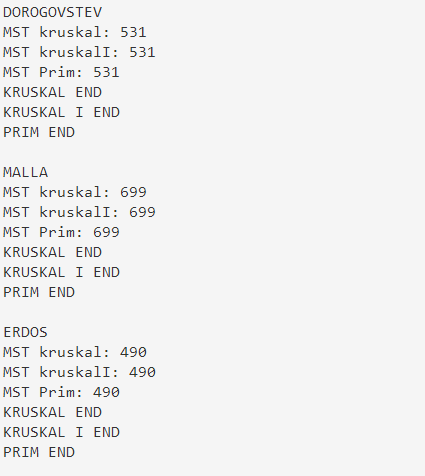 DOROGOVSTEV
MST kruskal: 531
MST kruskalI: 531
MST Prim: 531
KRUSKAL END
KRUSKAL I END
PRIM END

MALLA
MST kruskal: 699
MST kruskalI: 699
MST Prim: 699
KRUSKAL END
KRUSKAL I END
PRIM END

ERDOS
MST kruskal: 490
MST kruskalI: 490
MST Prim: 490
KRUSKAL END
KRUSKAL I END
PRIM END